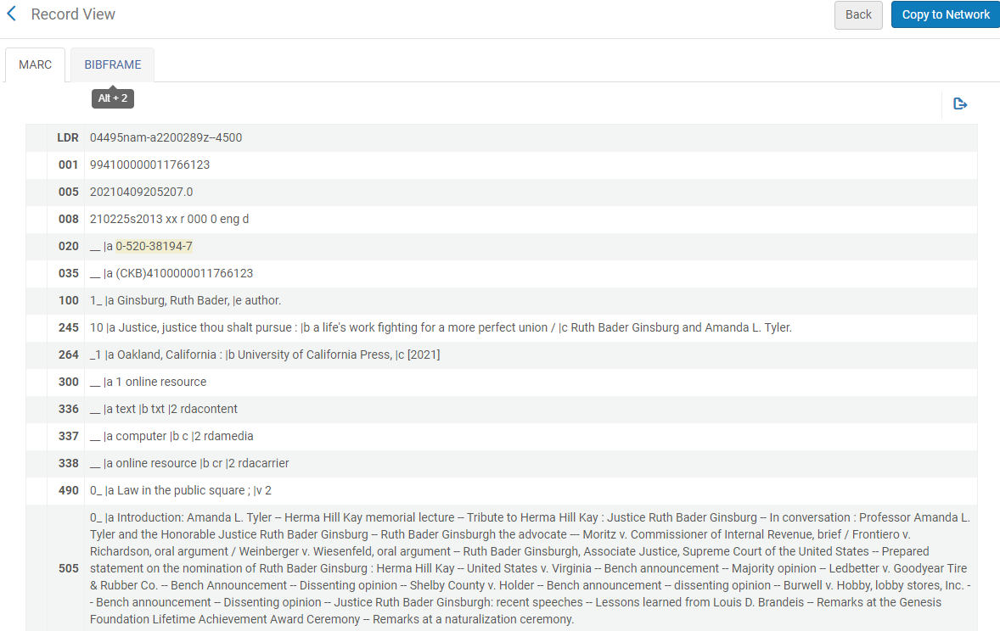 Record View
Back
Copy to Network
MARC
BIBFRAME
Alt + 2
LDR 04495nam-a2200289z--4500
001 994100000011766123
005 20210409205207.0
008 210225s2013 xx r 000 0 eng d
020 __ |a 0-520-38194-7
035 __ |a (CKB)4100000011766123
100 1_ |a Ginsburg, Ruth Bader, |e author.
245 10 |a Justice, justice thou shalt pursue : |b a life's work fighting for a more perfect union / |c Ruth Bader Ginsburg and Amanda L. Tyler.
264 _1 |a Oakland, California : |b University of California Press, |c [2021]
300 __ |a 1 online resource
336 __ |a text |b txt |2 rdacontent
337 __ |a computer |b c |2 rdamedia
338 __ |a online resource |b cr |2 rdacarrier
490 0_ |a Law in the public square ; |v 2
505 0_ |a Introduction: Amanda L. Tyler -- Herma Hill Kay memorial lecture -- Tribute to Herma Hill Kay : Justice Ruth Bader Ginsburg -- In conversation : Professor Amanda L.
Tyler and the Honorable Justice Ruth Bader Ginsburg -- Ruth Bader Ginsburgh the advocate --- Moritz v. Commissioner of Internal Revenue, brief / Frontiero v.
Richardson, oral argument / Weinberger v. Wiesenfeld, oral argument -- Ruth Bader Ginsburgh, Associate Justice, Supreme Court of the United States -- Prepared
statement on the nomination of Ruth Bader Ginsburg : Herma Hill Kay -- United States v. Virginia -- Bench announcement -- Majority opinion -- Ledbetter v. Goodyear Tire
& Rubber Co. -- Bench Announcement -- Dissenting opinion -- Shelby County v. Holder -- Bench announcement -- dissenting opinion -- Burwell v. Hobby, lobby stores, Inc. -
- Bench announcement -- Dissenting opinion -- Justice Ruth Bader Ginsburgh: recent speeches -- Lessons learned from Louis D. Brandeis -- Remarks at the Genesis
Foundation Lifetime Achievement Award Ceremony -- Remarks at a naturalization ceremony.